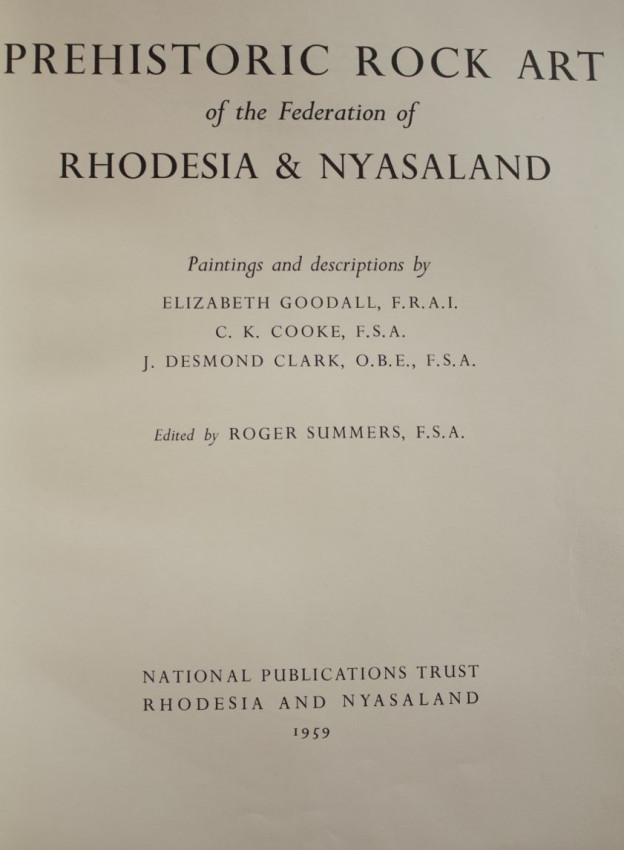 PREHISTORIC ROCK ART
of the Federation of
RHODESIA & NYASALAND
Paintings and descriptions by
ELIZABETH GOODALL, F.R.A.I.
C. K. COOKE, F.S.A.
J. DESMOND CLARK, O.B.E., F.S.A.
Edited by ROGER SUMMERS, F.S.A.
NATIONAL PUBLICATIONS TRUST
RHODESIA AND NYASALAND
1959